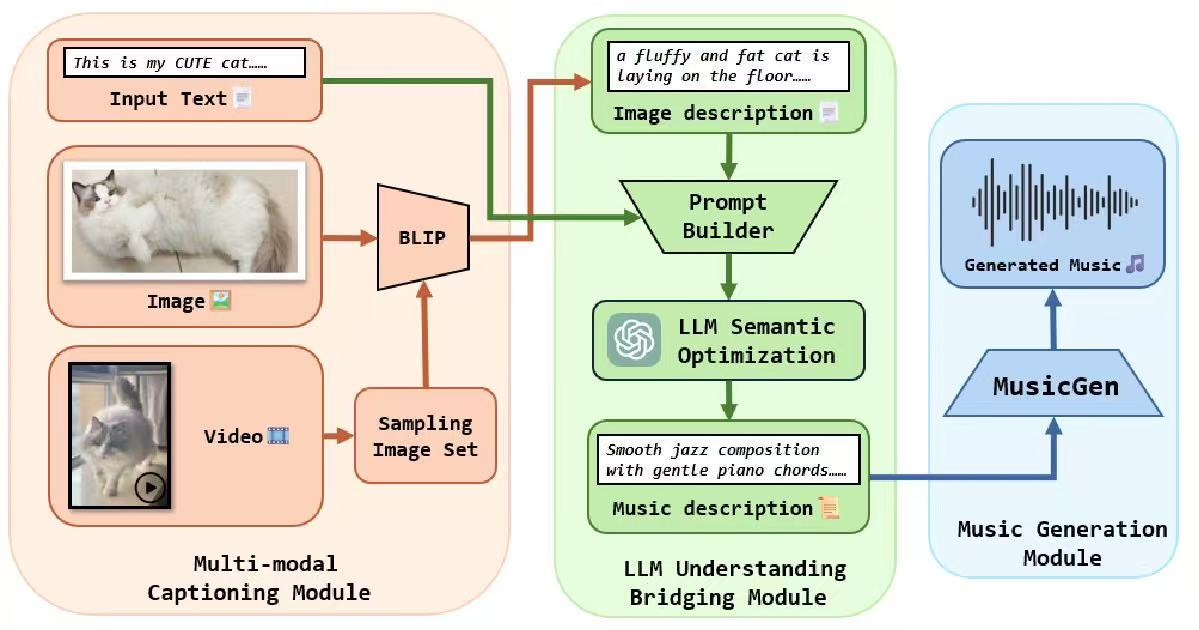 This is my CUTE cat……
Input Text
Image
Video
BLIP
Sampling
Image Set
Multi-modal
Captioning Module
a fluffy and fat cat is
laying on the floor……
Image description
Prompt
Builder
LLM Semantic
Optimization
Smooth jazz composition
with gentle piano chords……
Music description
LLM Understanding
Bridging Module
Generated Music
MusicGen
Music Generation
Module